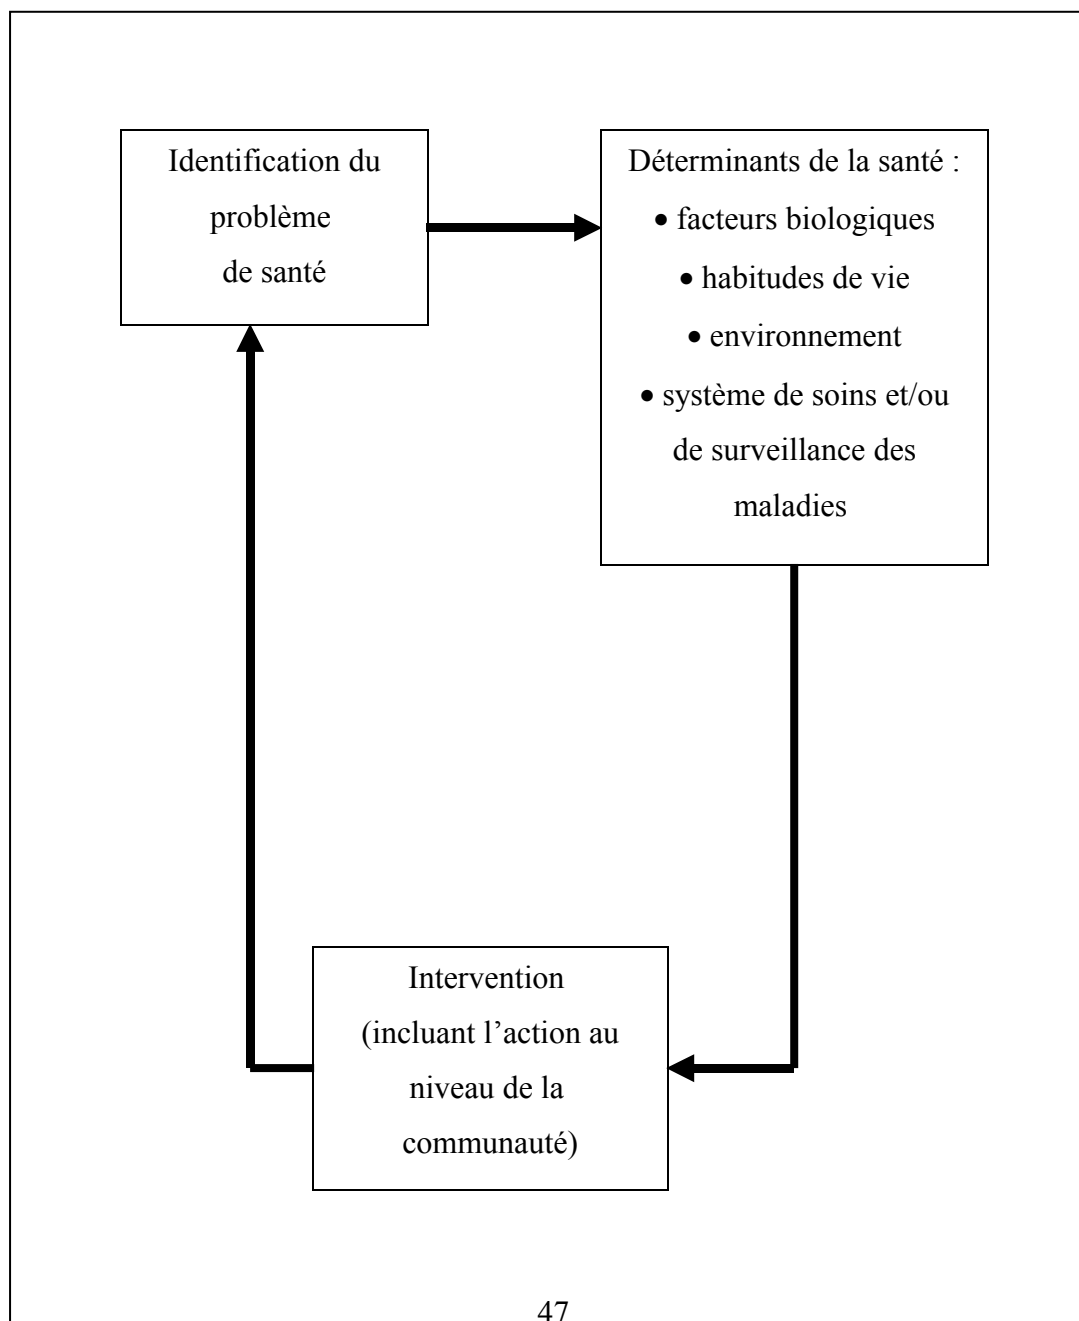 Identification du
problème
de santé
Déterminants de la santé :
• facteurs biologiques
• habitudes de vie
• environnement
• système de soins et/ou
de surveillance des
maladies
Intervention
(incluant l’action au
niveau de la
communauté)
47